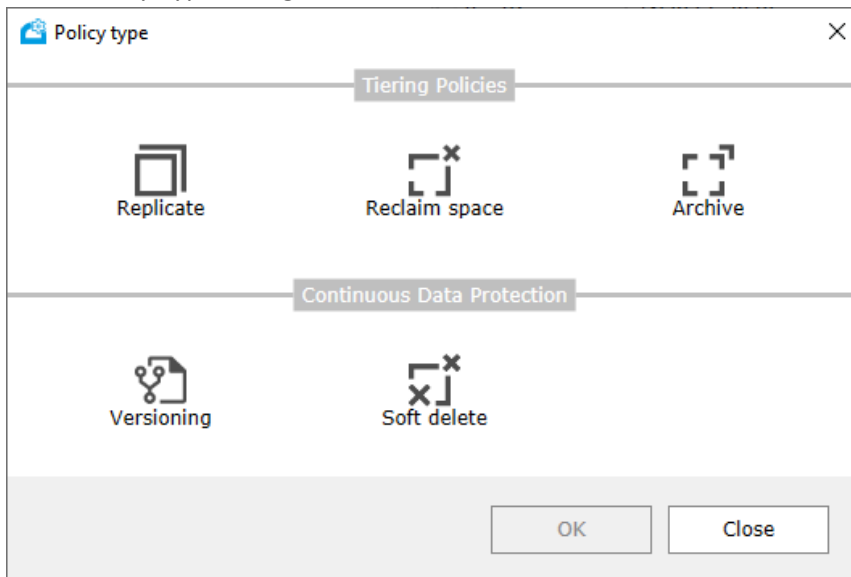 Policy type
Tiering Policies
Replicate
Reclaim space
Archive
Continuous Data Protection
Versioning
Soft delete
OK
Close